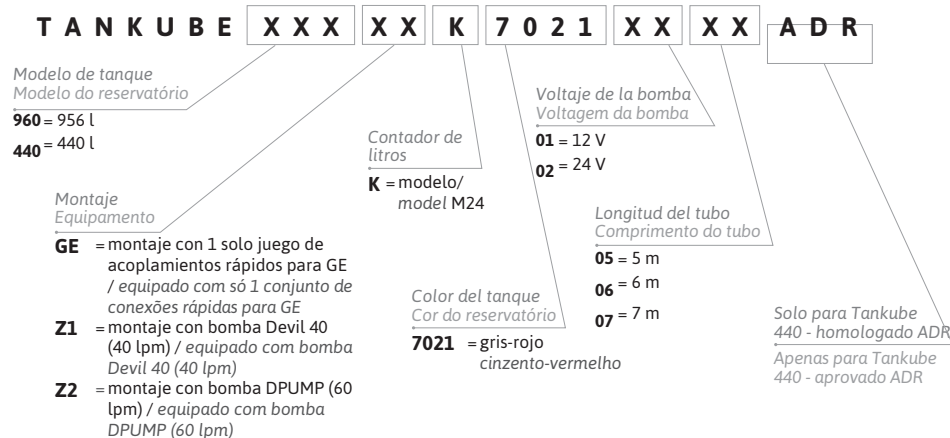 TANKUBE XXX XX K 7021 XX XX ADR
Modelo de tanque
Modelo do reservatório
960 = 956 l
440 = 440 l
Montaje
Equipamento
GE = montaje con 1 solo juego de
acoplamientos rápidos para GE
/ equipado com só 1 conjunto de
conexões rápidas para GE
Z1 = montaje con bomba Devil 40
(40 lpm) / equipado com bomba
Devil 40 (40 lpm)
Z2 = montaje con bomba DPUMP (60
lpm) / equipado com bomba
DPUMP (60 lpm)
Contador de
litros
K = modelo/
model M24
Color del tanque
Cor do reservatório
7021 = gris-rojo
cinzento-vermelho
Voltaje de la bomba
Voltagem da bomba
01 = 12 V
02 = 24 V
Longitud del tubo
Comprimento do tubo
05 = 5 m
06 = 6 m
07 = 7 m
Solo para Tankube
440 - homologado ADR
Apenas para Tankube
440 - aprovado ADR